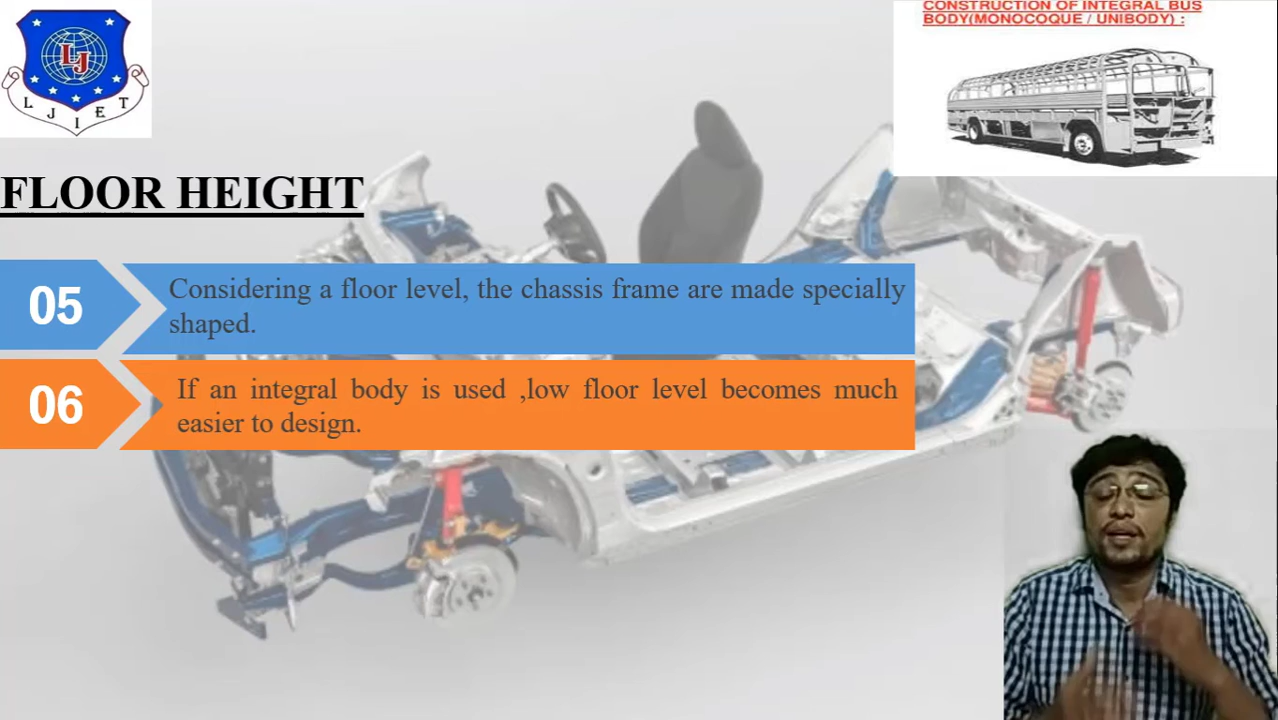 CONSTRUCTION OF INTEGRAL BUS
BODY(MONOCOQUE / UNIBODY) :
LJ
L J I E T
FLOOR HEIGHT
05
Considering a floor level, the chassis frame are made specially
shaped.
06
If an integral body is used ,low floor level becomes much
easier to design.